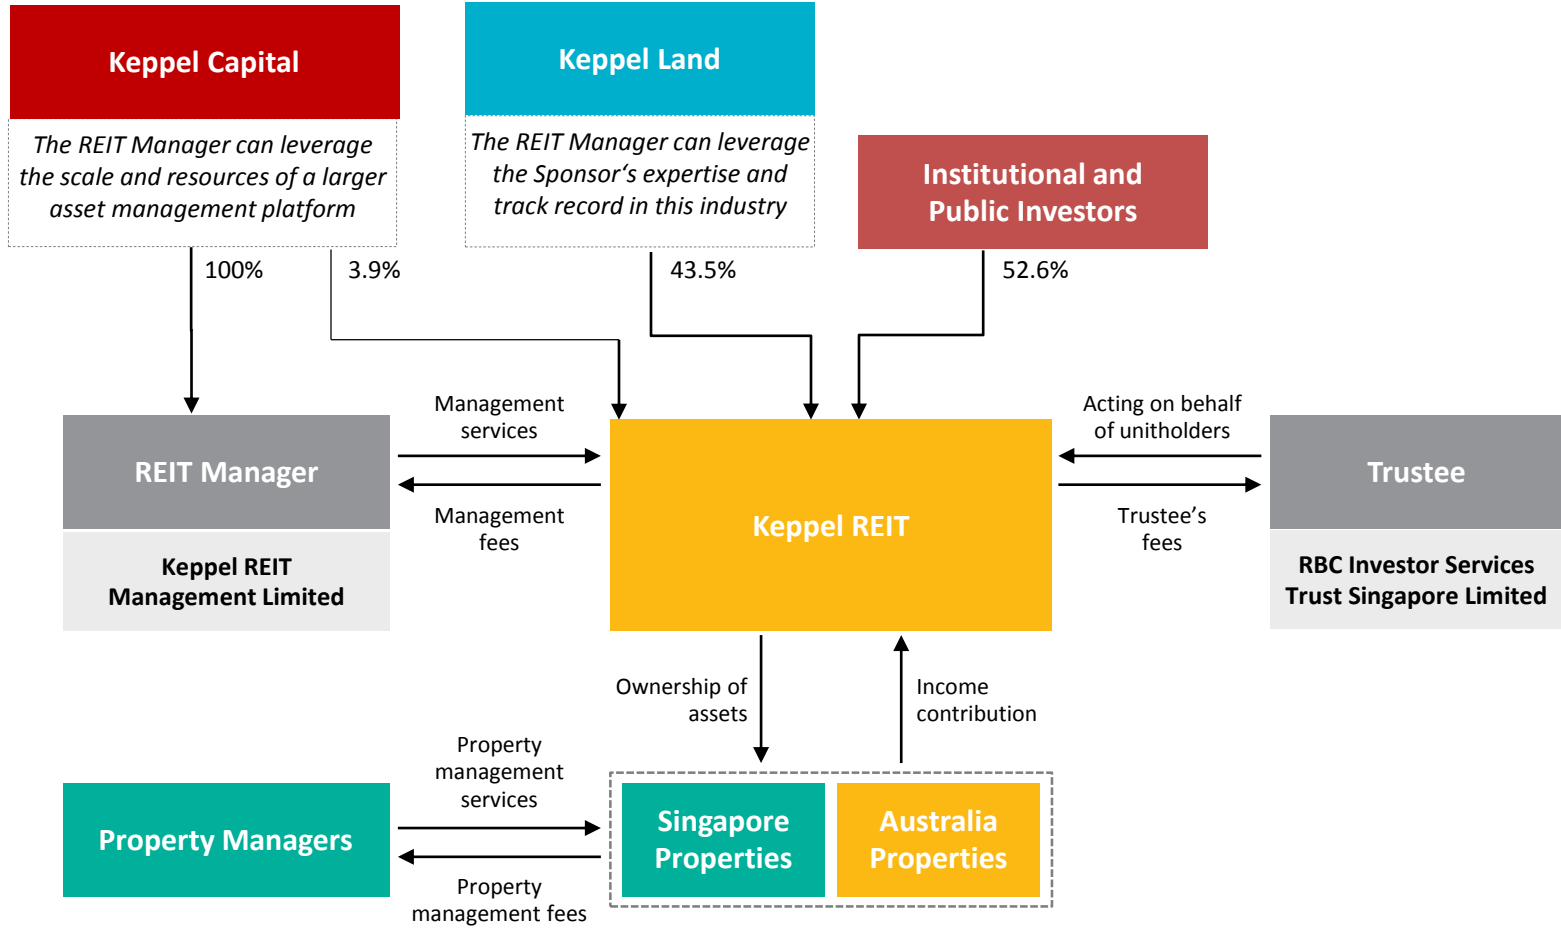 Keppel Capital
The REIT Manager can leverage
the scale and resources of a larger
asset management platform
Keppel Land
The REIT Manager can leverage
the Sponsor‘s expertise and
track record in this industry
Institutional and
Public Investors
100%
3.9%
43.5%
52.6%
REIT Manager
Keppel REIT
Management Limited
Management
services
Management
fees
Keppel REIT
Acting on behalf
of unitholders
Trustee’s
fees
Trustee
RBC Investor Services
Trust Singapore Limited
Ownership of
assets
Income
contribution
Property Managers
Property
management
services
Property
management fees
Singapore
Properties
Australia
Properties